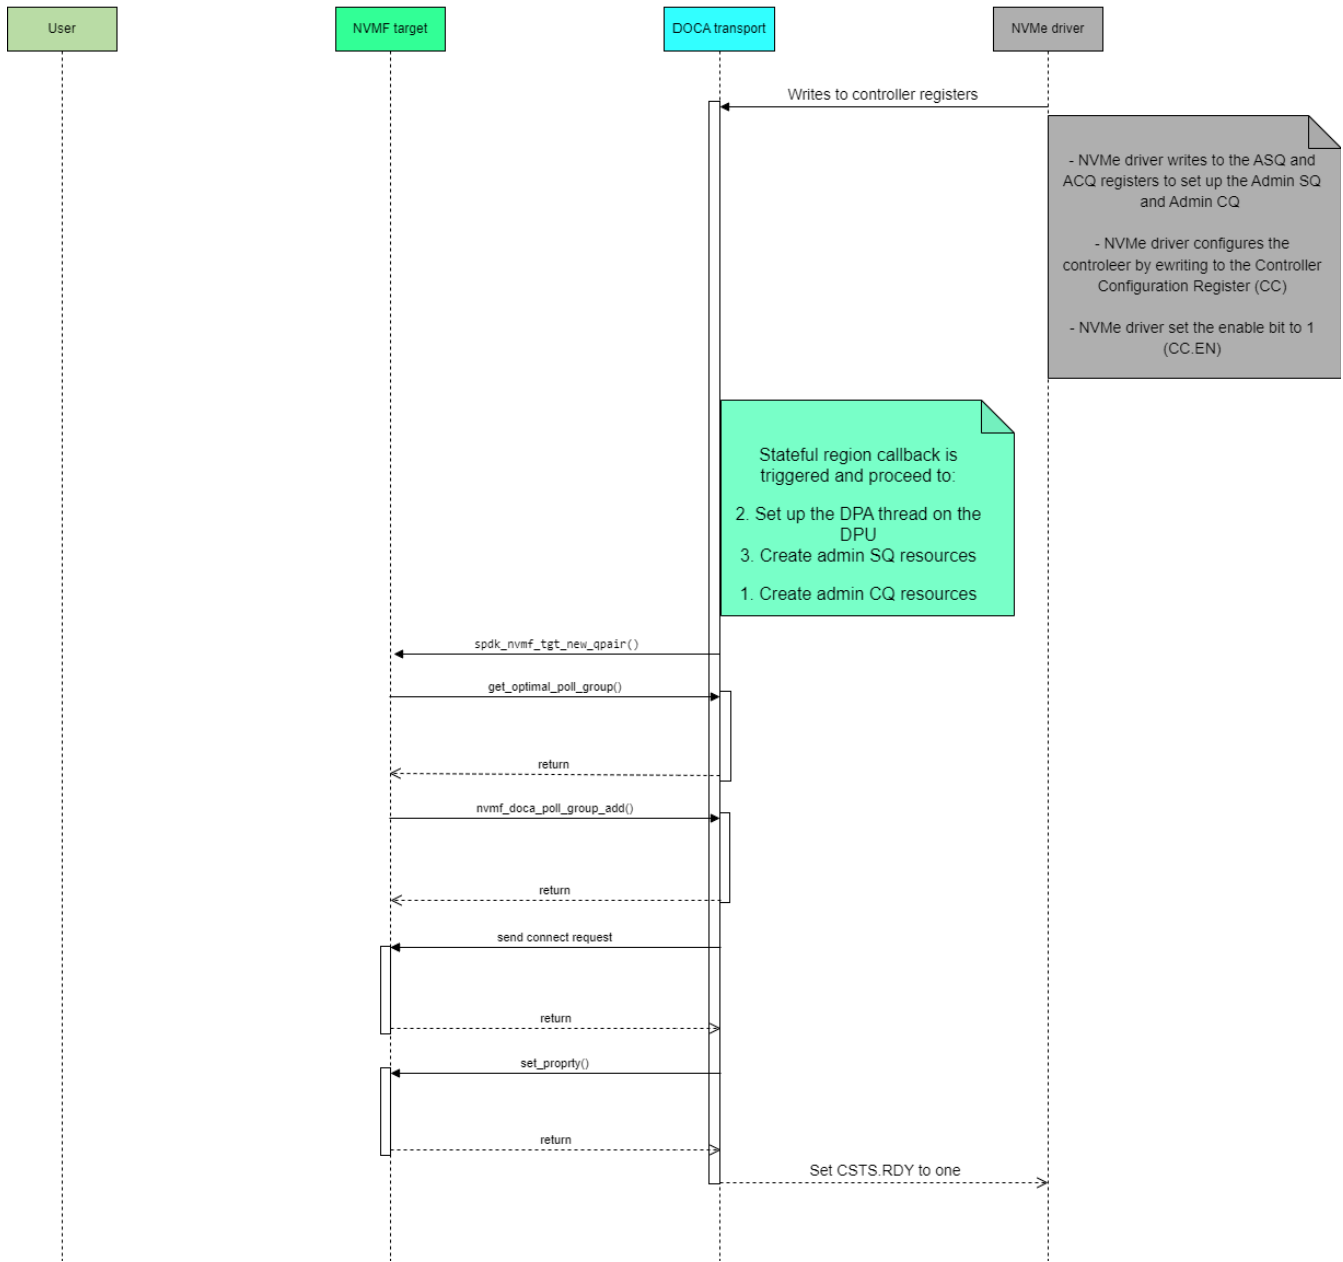 User
NVMF target
DOCA transport
NVMe driver
Writes to controller registers
- NVMe driver writes to the ASQ and
ACQ registers to set up the Admin SQ
and Admin CQ
- NVMe driver configures the
controleer by ewriting to the Controller
Configuration Register (CC)
- NVMe driver set the enable bit to 1
(CC.EN)
Stateful region callback is
triggered and proceed to:
2. Set up the DPA thread on the
DPU
3. Create admin SQ resources
1. Create admin CQ resources
spdk_nvmf_tgt_new_qpair()
get_optimal_poll_group()
return
nvmf_doca_poll_group_add()
return
send connect request
return
set_proprty()
return
Set CSTS.RDY to one